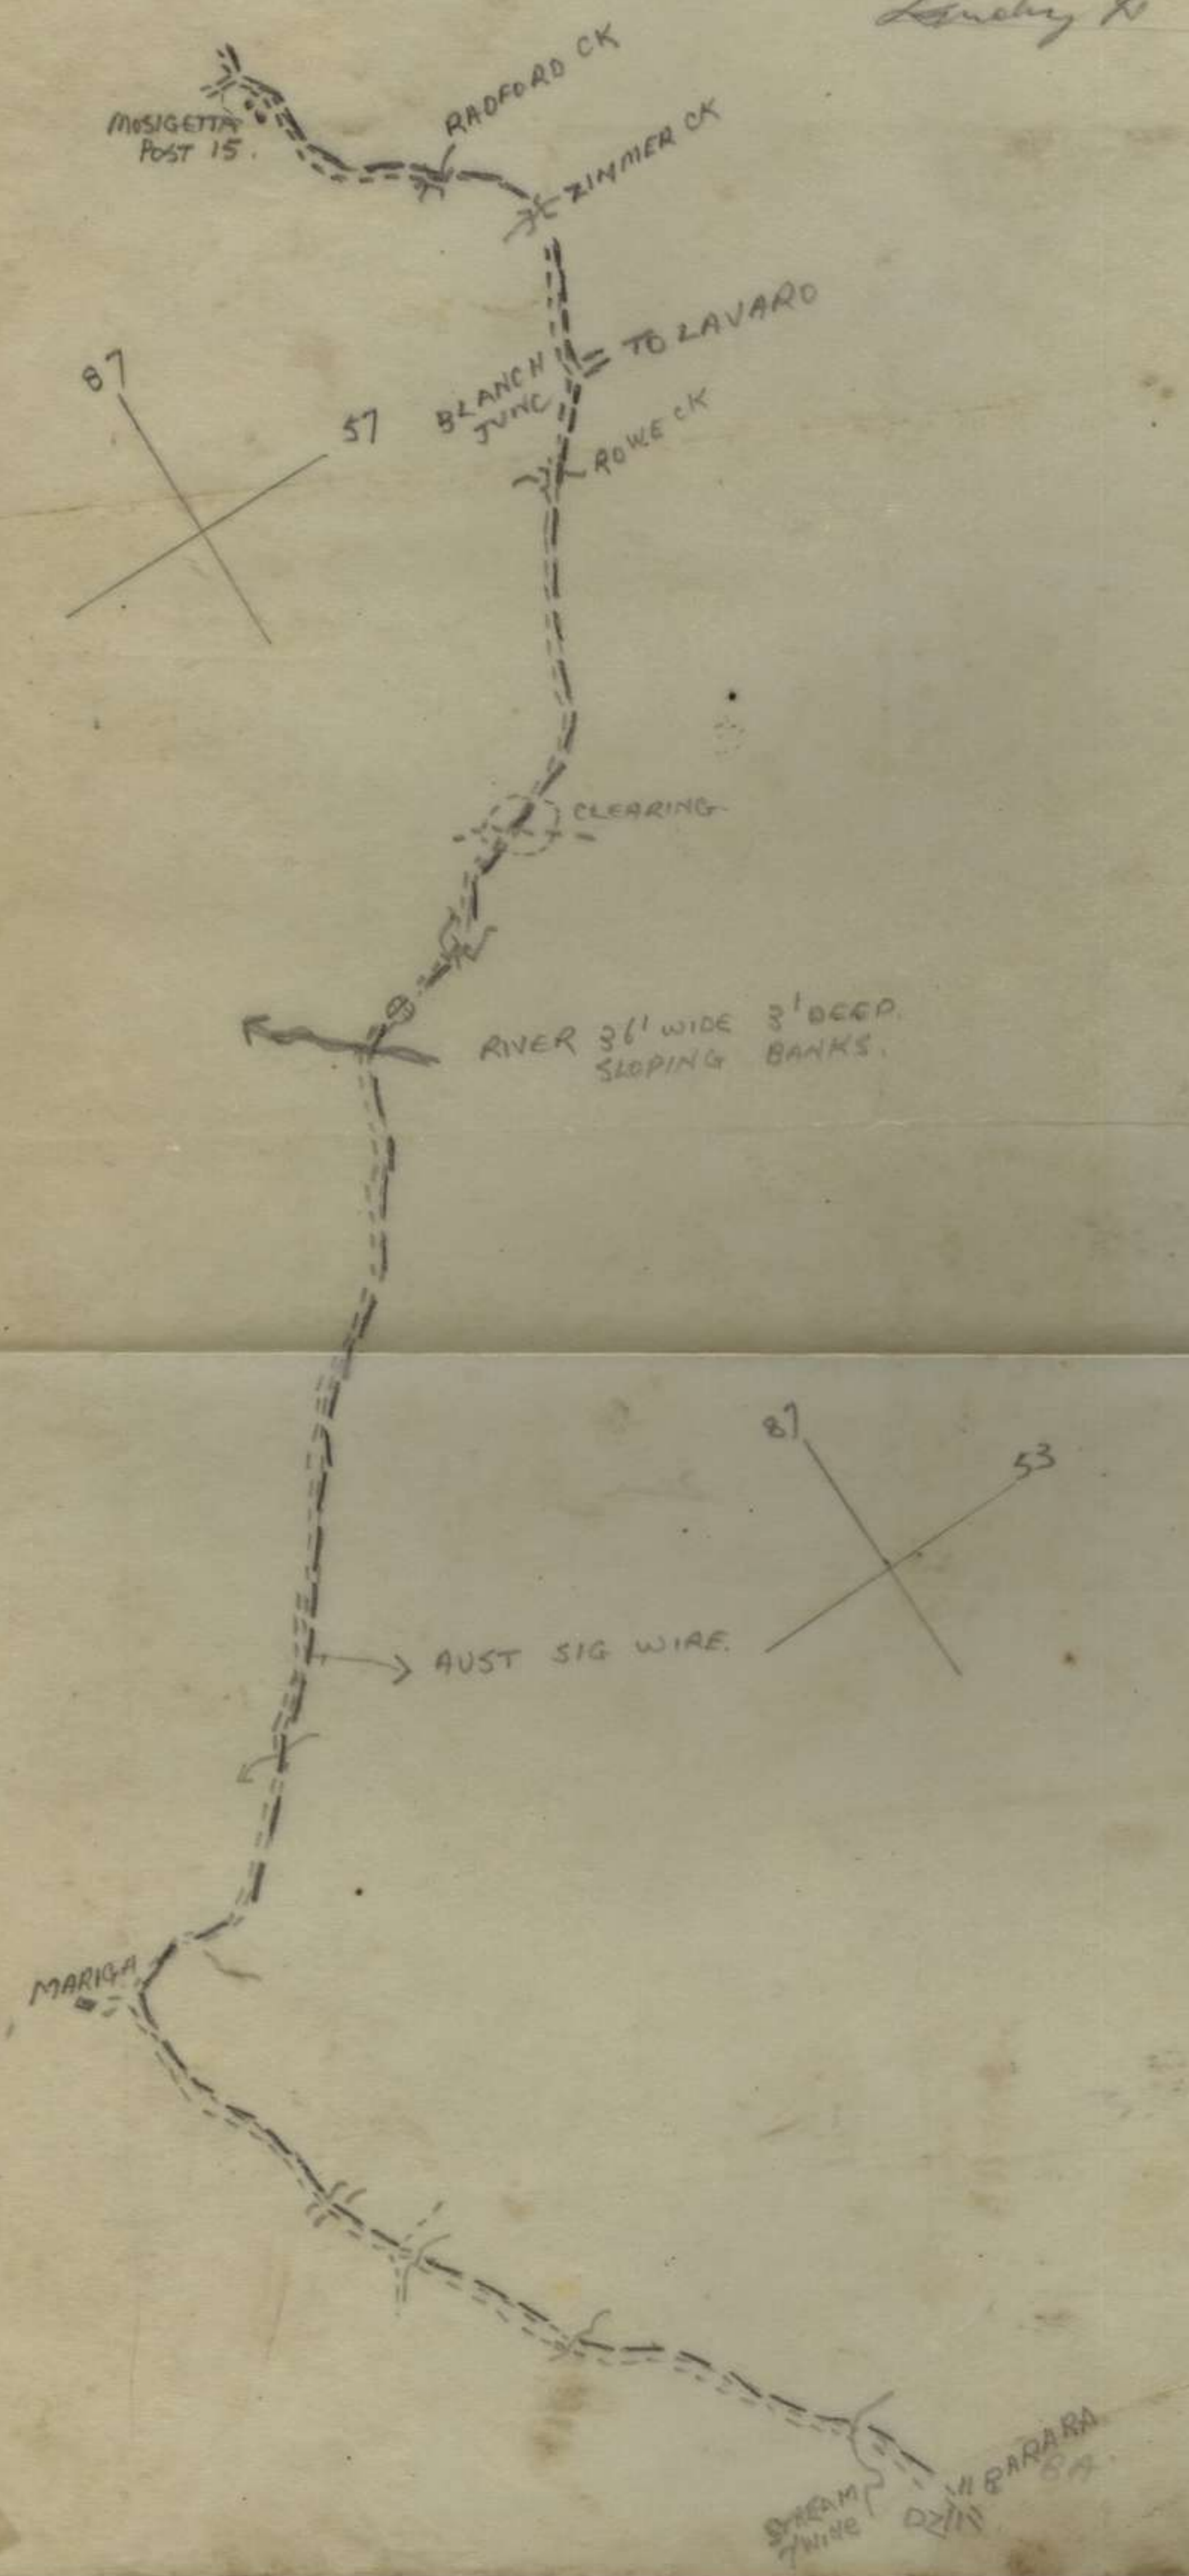 RADFORD CK
MOSIGETTA
POST 15.
ZIMMER CK
TO LAVARO
BLANCH
JUNC
87
57
ROWE CK
CLEARING
RIVER 36' WIDE 3' DEEP.
SLOPING BANKS.
87
53
AUST SIG WIRE.
MARIGA
BARARA
STREAM